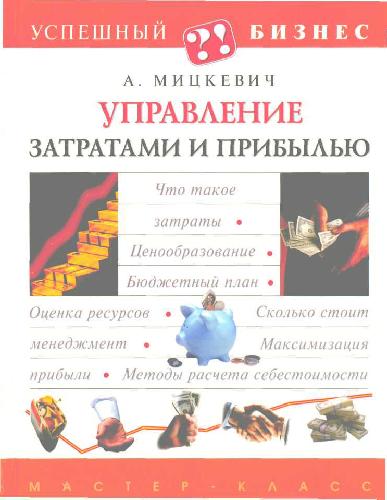 УСПЕШНЫЙ ?! БИЗНЕС
А. МИЦКЕВИЧ
УПРАВЛЕНИЕ
ЗАТРАТАМИ И ПРИБЫЛЬЮ
Что такое
затраты •
Ценообразование •
Бюджетный план •
Оценка ресурсов • Сколько стоит
менеджмент • Максимизация
прибыли • Методы расчета себестоимости
МАСТЕР-КЛАСС